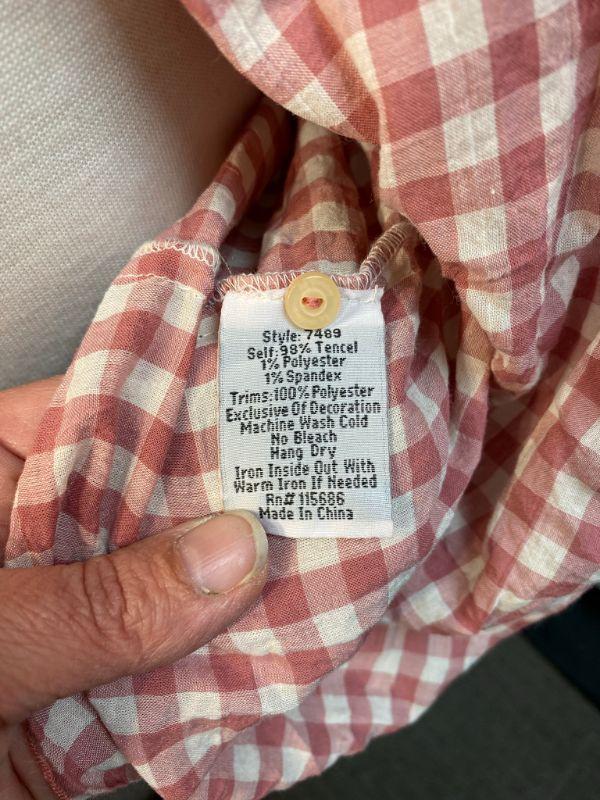 Style: 7489
Self:98% Tencel
1% Polyester
1% Spandex
Trims:100% Polyester
Exclusive Of Decoration
Machine Wash Cold
No Bleach
Hang Dry
Iron Inside Out With
Warm Iron If Needed
Rn# 115686
Made In China